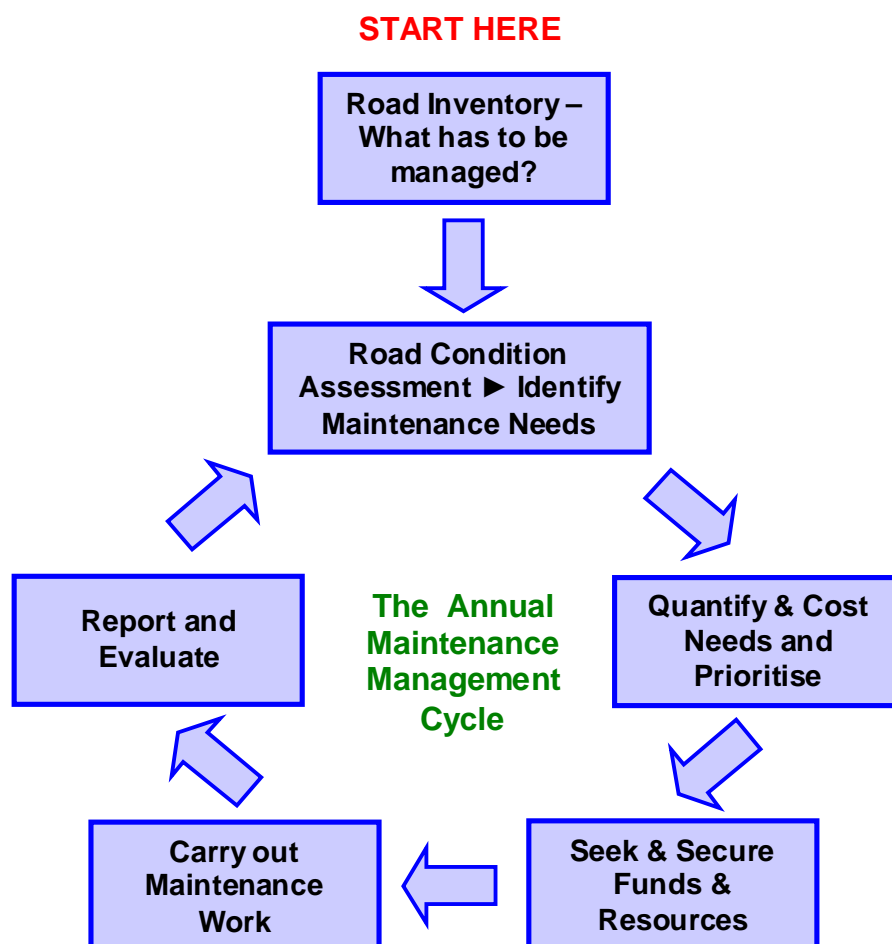 START HERE
Road Inventory –
What has to be
managed?
Road Condition
Assessment ► Identify
Maintenance Needs
Quantify & Cost
Needs and
Prioritise
Seek & Secure
Funds &
Resources
Carry out
Maintenance
Work
Report and
Evaluate
The Annual
Maintenance
Management
Cycle